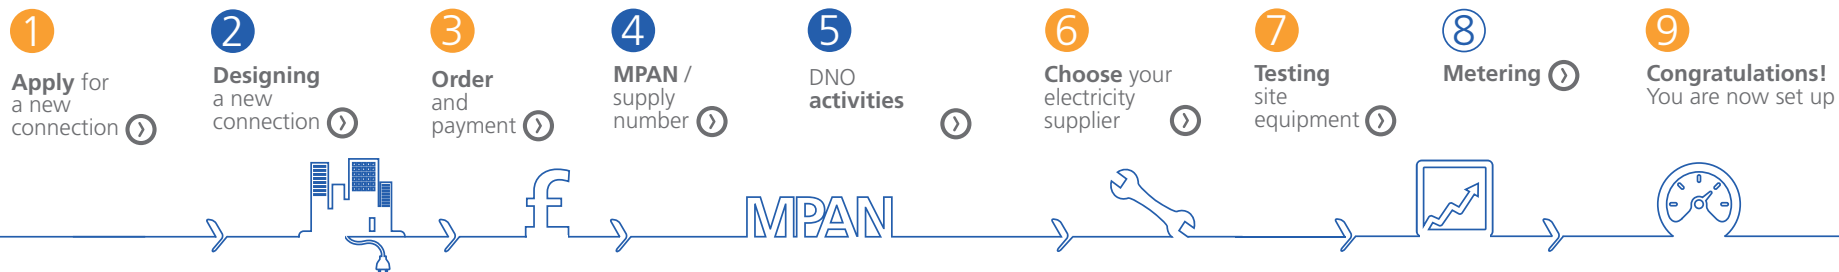 1
Apply for
a new
connection
2
Designing
a new
connection
3
Order
and
payment
4
MPAN /
supply
number
5
DNO
activities
6
Choose your
electricity
supplier
7
Testing
site
equipment
8
Metering
9
Congratulations!
You are now set up
£
MPAN